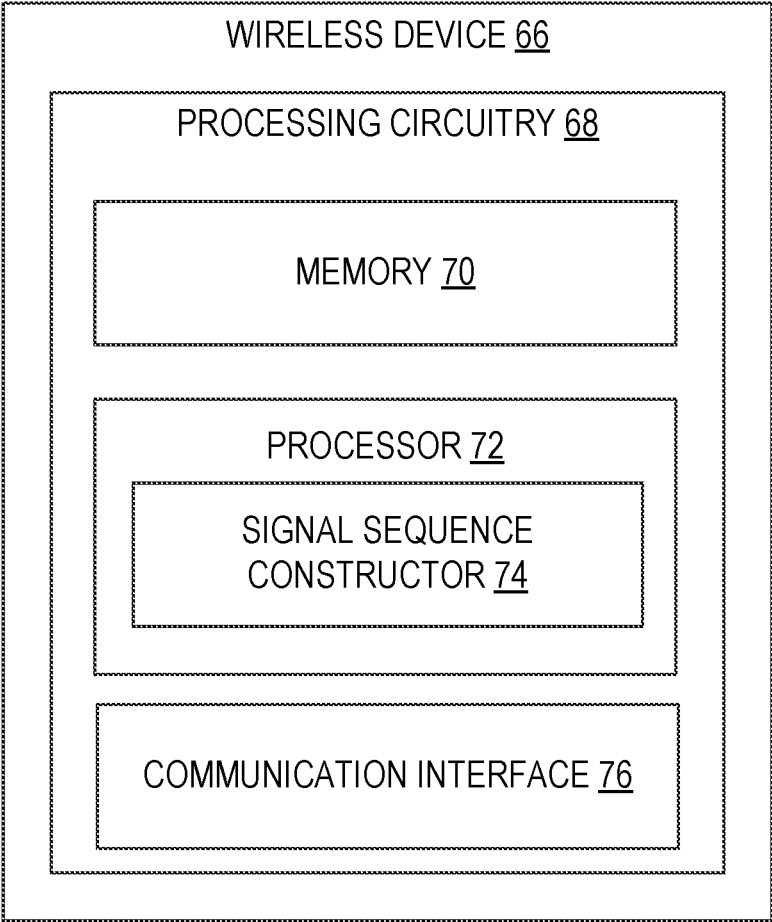 WIRELESS DEVICE 66
PROCESSING CIRCUITRY 68
MEMORY 70
PROCESSOR 72
SIGNAL SEQUENCE
CONSTRUCTOR 74
COMMUNICATION INTERFACE 76